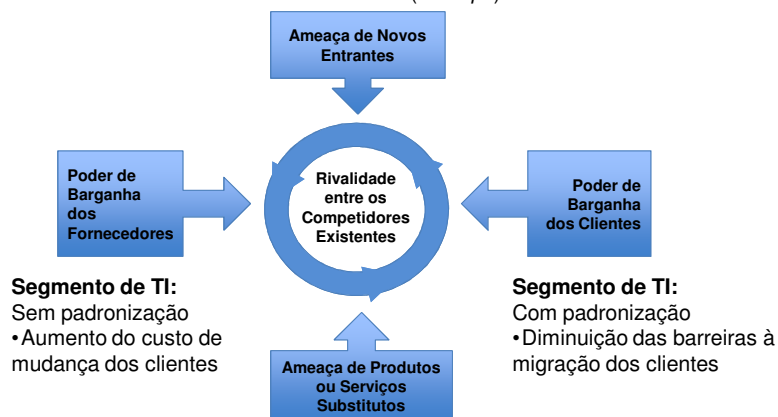 Ameaça de Novos
Entrantes
Poder de
Barganha
dos
Fornecedores
Rivalidade
entre os
Competidores
Existentes
Poder de
Barganha
dos Clientes
Segmento de TI:
Sem padronização
•Aumento do custo de
mudança dos clientes
Segmento de TI:
Com padronização
•Diminuição das barreiras à
migração dos clientes
Ameaça de Produtos
ou Serviços
Substitutos